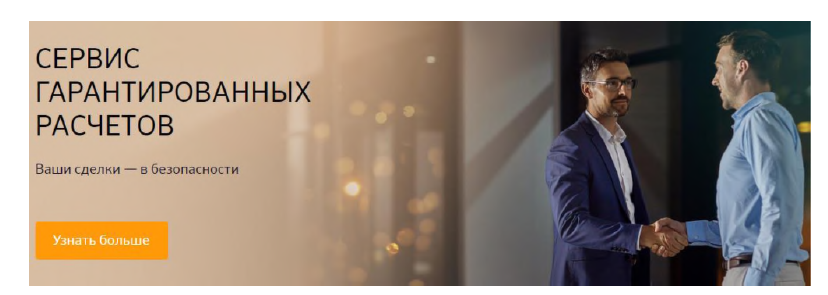 СЕРВИС
ГАРАНТИРОВАННЫХ
РАСЧЕТОВ
Ваши сделки — в безопасности
Узнать больше